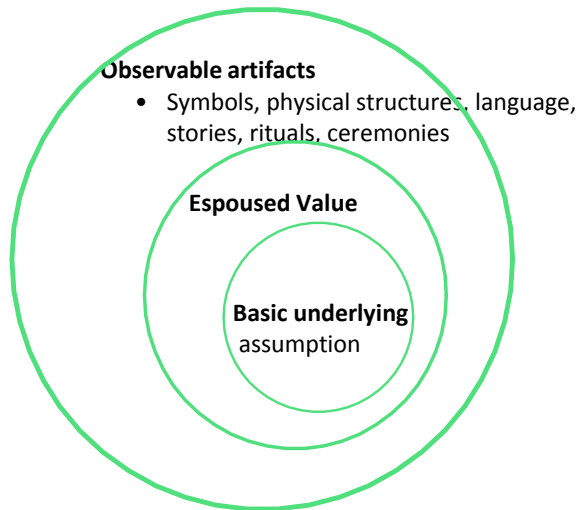 Observable artifacts
• Symbols, physical structures, language,
stories, rituals, ceremonies
Espoused Value
Basic underlying
assumption